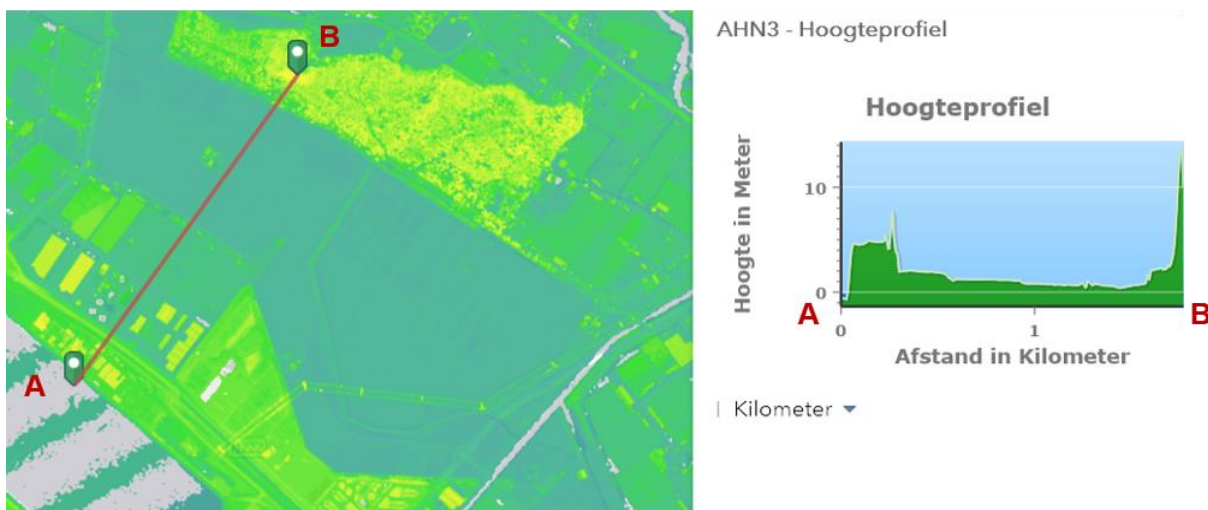 B
A
AHN3 - Hoogteprofiel
Hoogteprofiel
Hoogte in Meter
10
0
A
B
0
1
Afstand in Kilometer
Kilometer